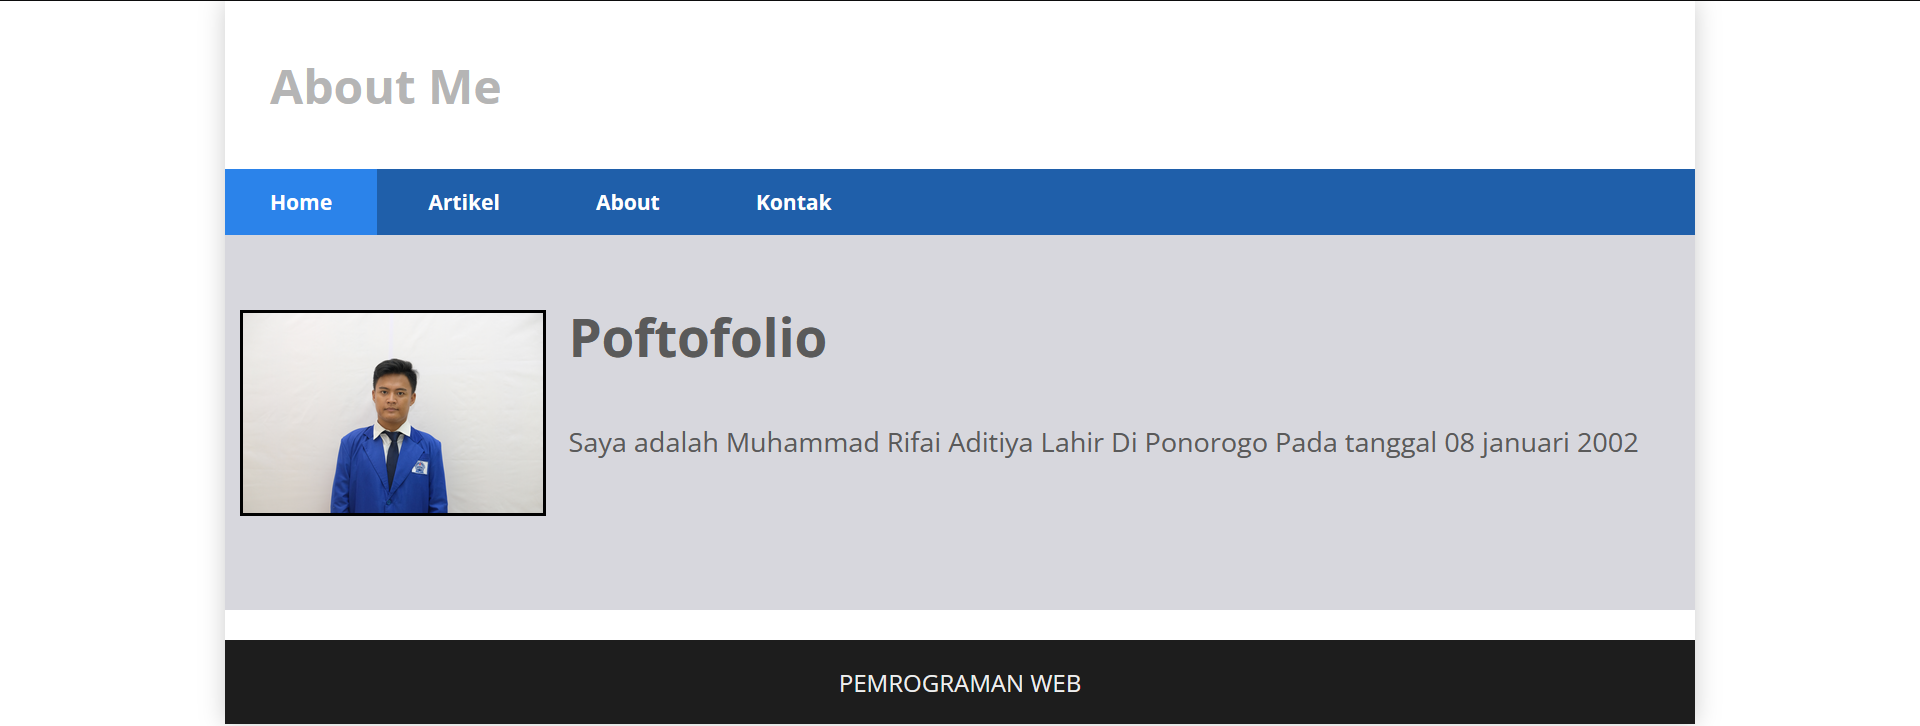 About Me
Home Artikel About Kontak
Poftofolio
Saya adalah Muhammad Rifai Aditiya Lahir Di Ponorogo Pada tanggal 08 januari 2002
PEMROGRAMAN WEB